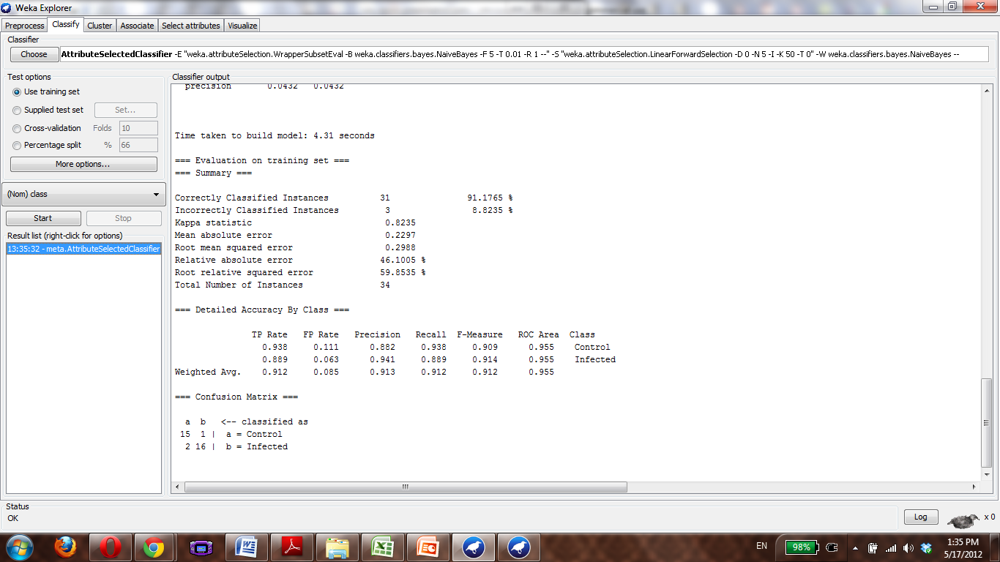 Weka Explorer
Preprocess Classify Cluster Associate Select attributes Visualize
Classifier
Choose AttributeSelectedClassifier -E "weka.attributeSelection.WrapperSubsetEval -B weka.classifiers.bayes.NaiveBayes -F 5 -T 0.01 -R 1 --" -S "weka.attributeSelection.LinearForwardSelection -D 0 -N 5 -I -K 50 -T 0" -W weka.classifiers.bayes.NaiveBayes --
Test options
Use training set
Supplied test set Set...
Cross-validation Folds 10
Percentage split % 66
More options...
(Nom) class
Start Stop
Result list (right-click for options)
13:35:32 - meta.AttributeSelectedClassifier
Classifier output
precision 0.0432 0.0432
Time taken to build model: 4.31 seconds
=== Evaluation on training set ===
=== Summary ===
Correctly Classified Instances 31 91.1765 %
Incorrectly Classified Instances 3 8.8235 %
Kappa statistic 0.8235
Mean absolute error 0.2297
Root mean squared error 0.2988
Relative absolute error 46.1005 %
Root relative squared error 59.8535 %
Total Number of Instances 34
=== Detailed Accuracy By Class ===
TP Rate FP Rate Precision Recall F-Measure ROC Area Class
0.938 0.111 0.882 0.938 0.909 0.955 Control
0.889 0.063 0.941 0.889 0.914 0.955 Infected
Weighted Avg. 0.912 0.085 0.913 0.912 0.912 0.955
=== Confusion Matrix ===
a b <-- classified as
15 1 | a = Control
2 16 | b = Infected
Status
OK
Log x 0
EN 98% 1:35 PM
5/17/2012